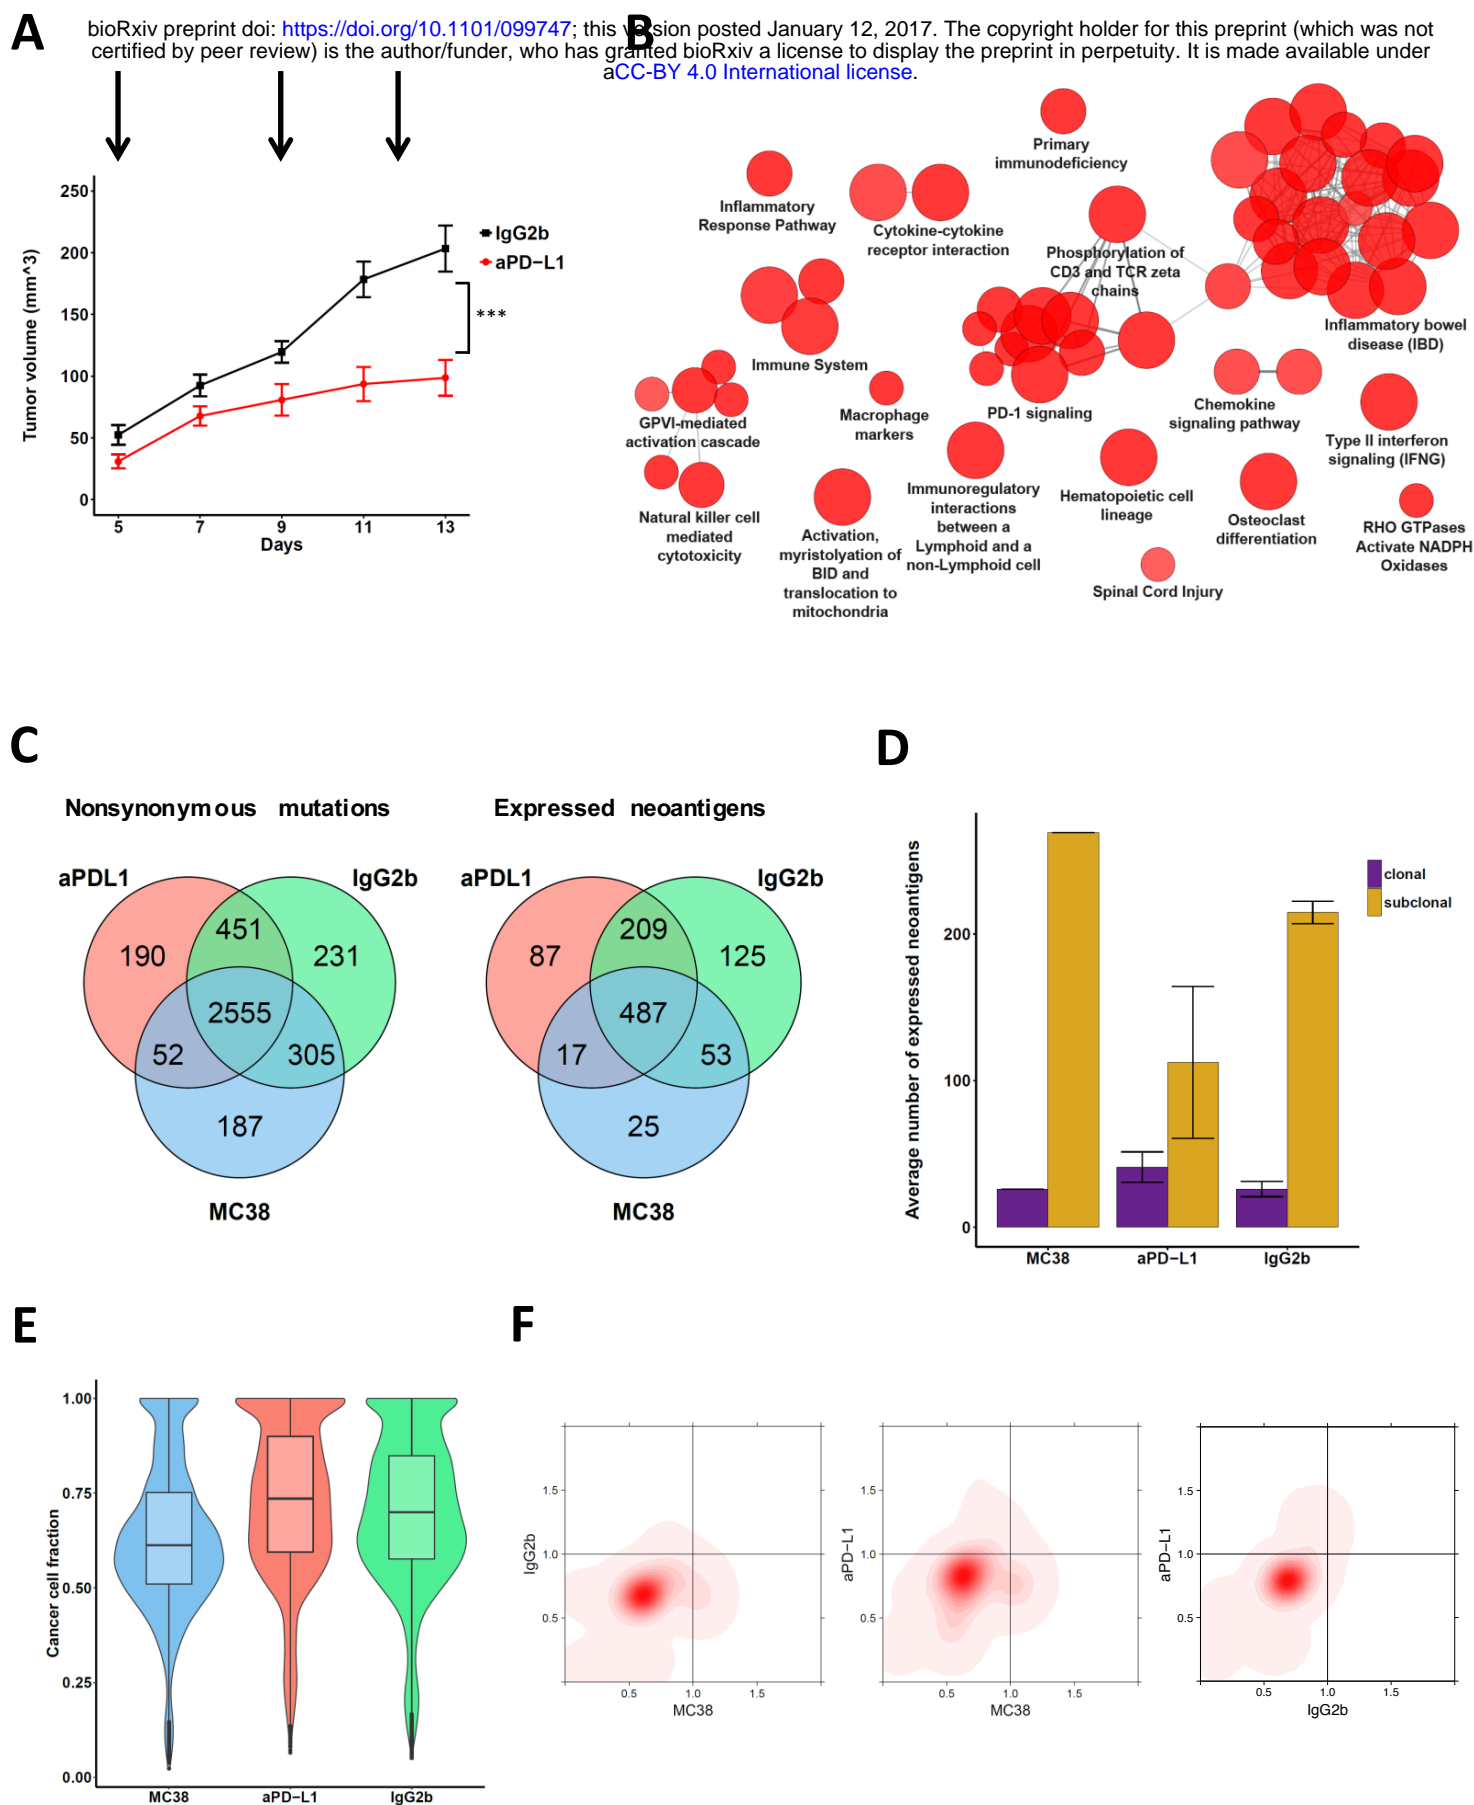 A
bioRxiv preprint doi: https://doi.org/10.1101/099747; this version posted January 12, 2017. The copyright holder for this preprint (which was not
certified by peer review) is the author/funder, who has granted bioRxiv a license to display the preprint in perpetuity. It is made available under
aCC-BY 4.0 International license.
B
250
200
150
100
50
0
Tumor volume (mm^3)
5 7 9 11 13
Days
IgG2b
aPD-L1
***
Primary
immunodeficiency
Inflammatory
Response Pathway
Cytokine-cytokine
receptor interaction
Phosphorylation of
CD3 and TCR zeta
chains
Inflammatory bowel
disease (IBD)
Immune System
GPVI-mediated
activation cascade
Macrophage
markers
PD-1 signaling
Chemokine
signaling pathway
Type II interferon
signaling (IFNG)
Natural killer cell
mediated
cytotoxicity
Activation,
myristolyation of
BID and
translocation to
mitochondria
Immunoregulatory
interactions
between a
Lymphoid and a
non-Lymphoid cell
Hematopoietic cell
lineage
Spinal Cord Injury
Osteoclast
differentiation
RHO GTPases
Activate NADPH
Oxidases
C
Nonsynonymous mutations
aPDL1
IgG2b
451
190
231
2555
52
305
187
MC38
Expressed neoantigens
aPDL1
IgG2b
209
87
125
487
17
53
25
MC38
D
Average number of expressed neoantigens
200
100
0
MC38 aPD-L1 IgG2b
clonal
subclonal
E
Cancer cell fraction
1.00
0.75
0.50
0.25
0.00
MC38 aPD-L1 IgG2b
F
IgG2b
1.5
1.0
0.5
0.5 1.0 1.5
MC38
aPD-L1
1.5
1.0
0.5
0.5 1.0 1.5
MC38
aPD-L1
1.5
1.0
0.5
0.5 1.0 1.5
IgG2b